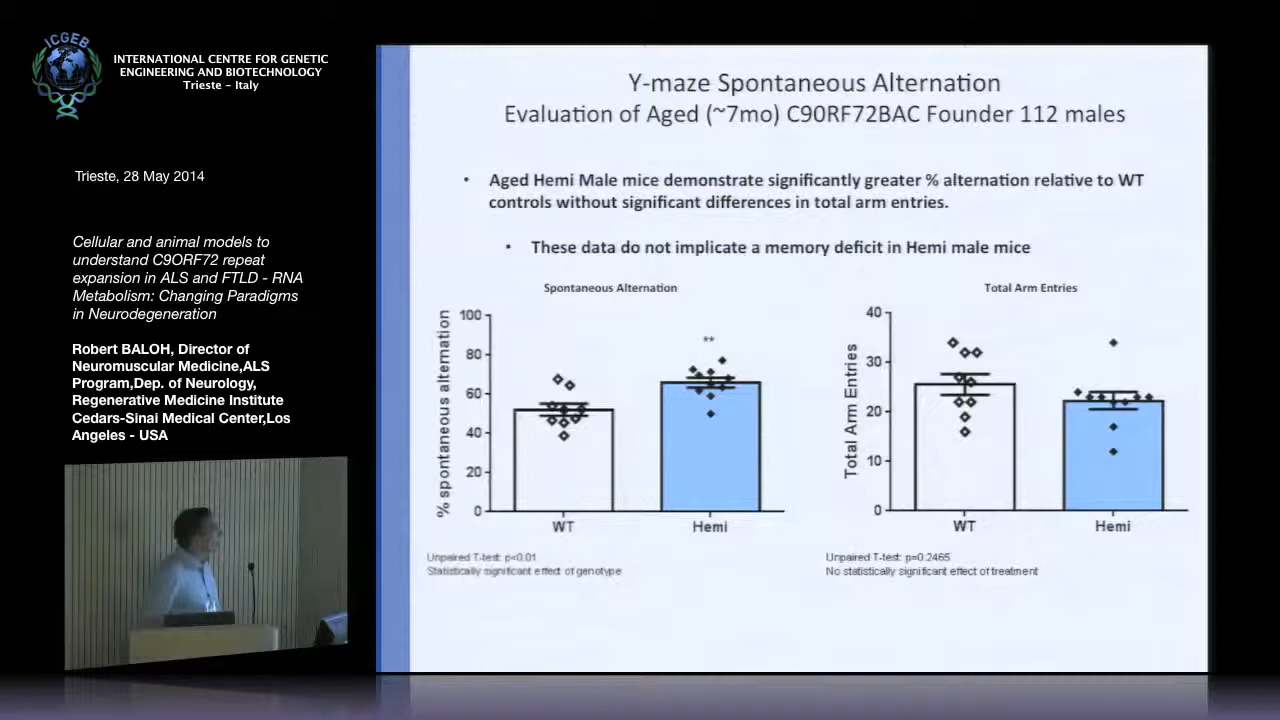 ICGEB
INTERNATIONAL CENTRE FOR GENETIC
ENGINEERING AND BIOTECHNOLOGY
Trieste - Italy
Trieste, 28 May 2014
Cellular and animal models to
understand C9ORF72 repeat
expansion in ALS and FTLD - RNA
Metabolism: Changing Paradigms
in Neurodegeneration
Robert BALOH, Director of
Neuromuscular Medicine,ALS
Program,Dep. of Neurology,
Regenerative Medicine Institute
Cedars-Sinai Medical Center,Los
Angeles - USA
Y-maze Spontaneous Alternation
Evaluation of Aged (~7mo) C90RF72BAC Founder 112 males
• Aged Hemi Male mice demonstrate significantly greater % alternation relative to WT
controls without significant differences in total arm entries.
• These data do not implicate a memory deficit in Hemi male mice
Spontaneous Alternation
% spontaneous alternation
100
80
60
40
20
0
**
WT Hemi
Unpaired T-test: p<0.01
Statistically significant effect of genotype
Total Arm Entries
Total Arm Entries
40
30
20
10
0
WT Hemi
Unpaired T-test: p=0.2465
No statistically significant effect of treatment